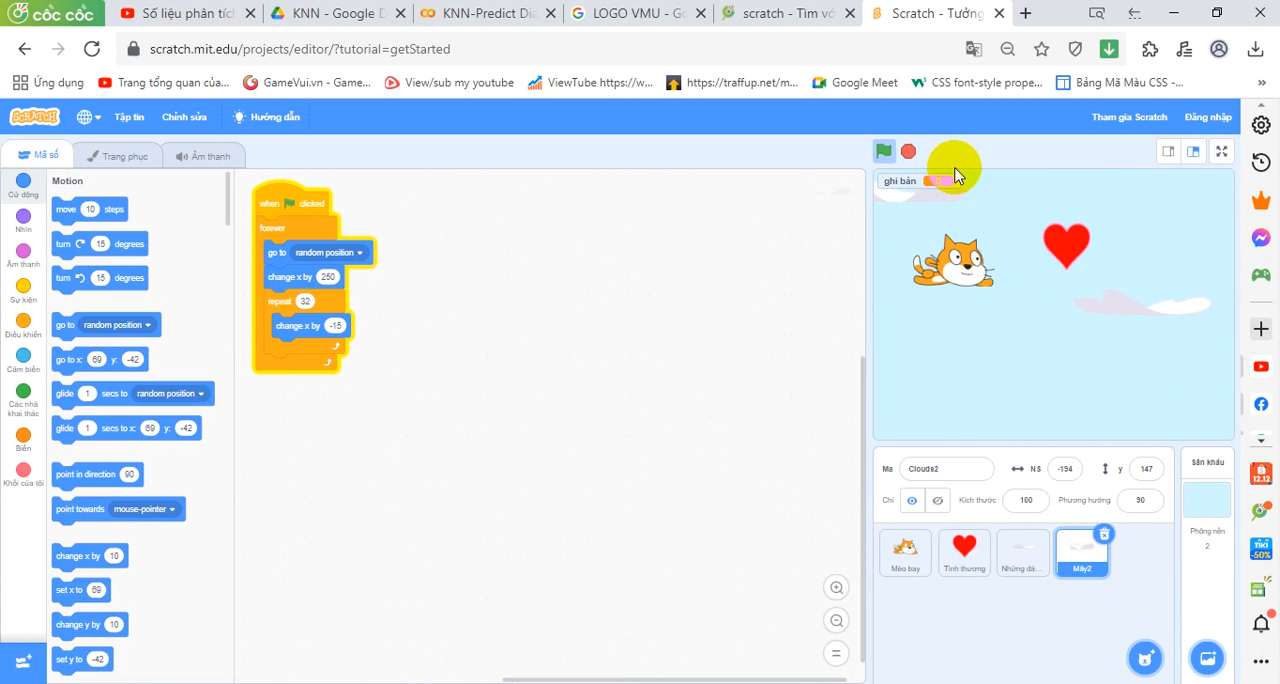 CỐC CỐC
Số liệu phân tích
KNN - Google D
KNN-Predict Dia
LOGO VMU - Go
scratch - Tìm vớ
Scratch - Tưởng
scratch.mit.edu/projects/editor/?tutorial=getStarted
Ứng dụng
Trang tổng quan của...
GameVui.vn - Game...
View/sub my youtube
ViewTube https://w...
https://traffup.net/m...
Google Meet
CSS font-style prope...
Bảng Mã Màu CSS -...
»
SCRATCH
Tập tin
Chỉnh sửa
Hướng dẫn
Tham gia Scratch
Đăng nhập
Mã số
Trang phục
Âm thanh
Cử động
Nhìn
Âm thanh
Sự kiện
Điều khiển
Cảm biến
Các nhà
khai thác
Biến
Khối của tôi
Motion
move 10 steps
turn 15 degrees
turn 15 degrees
go to random position
go to x: 69 y: -42
glide 1 secs to random position
glide 1 secs to x: 69 y: -42
point in direction 90
point towards mouse-pointer
change x by 10
set x to 69
change y by 10
set y to -42
when clicked
forever
go to random position
change x by 250
repeat 32
change x by -15
ghi bàn
Ma Clouds2
N S -194
y 147
Chỉ
Kích thước 100
Phương hướng 90
Mèo bay
Tình thương
Những đá...
Mây2
Sân khấu
Phông nền
2
12.12
TIKI
-50%